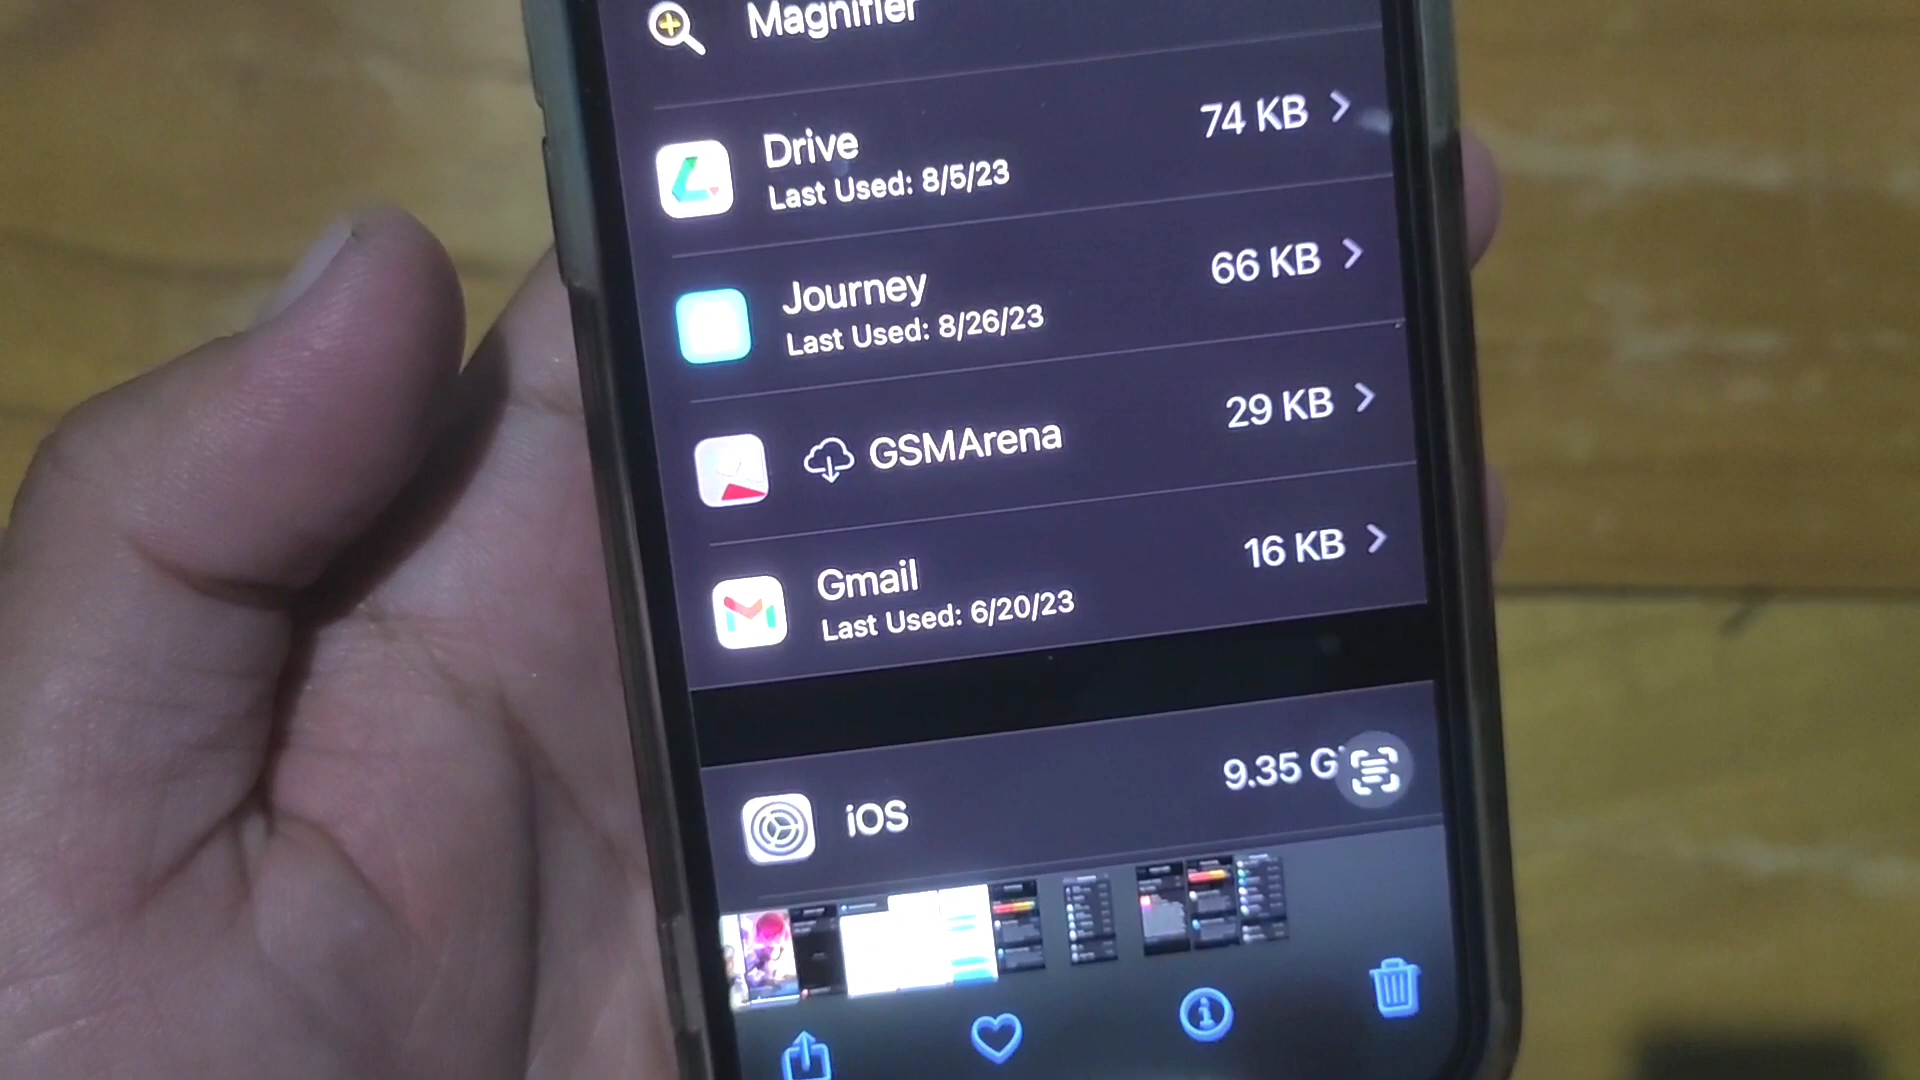 Magnifier
Drive
74 KB
Last Used: 8/5/23
Journey
66 KB
Last Used: 8/26/23
GSMArena
29 KB
Gmail
16 KB
Last Used: 6/20/23
iOS
9.35 G